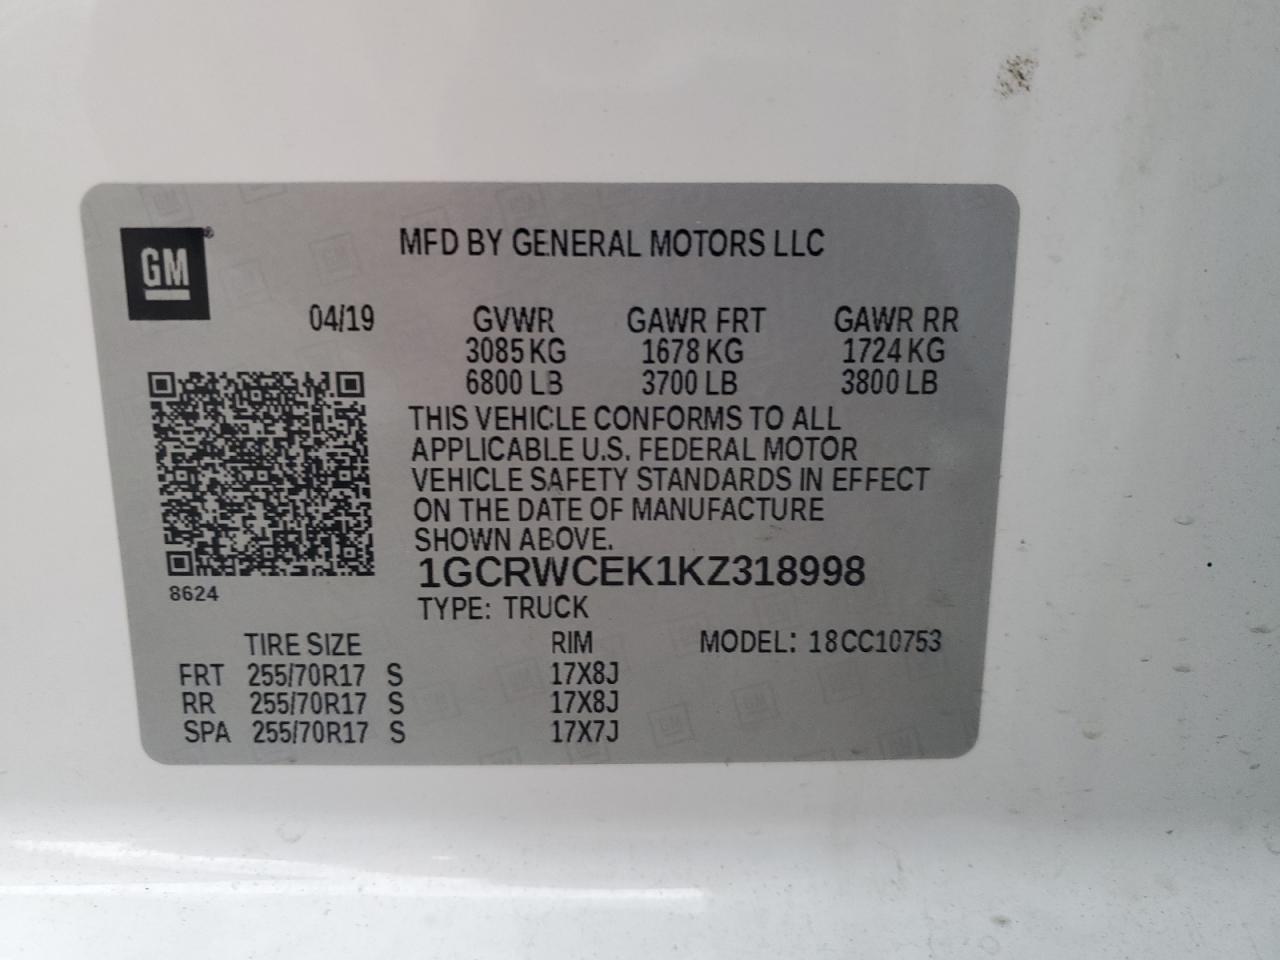 GM®
MFD BY GENERAL MOTORS LLC
04/19 GVWR GAWR FRT GAWR RR
3085 KG 1678 KG 1724 KG
6800 LB 3700 LB 3800 LB
THIS VEHICLE CONFORMS TO ALL
APPLICABLE U.S. FEDERAL MOTOR
VEHICLE SAFETY STANDARDS IN EFFECT
ON THE DATE OF MANUFACTURE
SHOWN ABOVE.
1GCRWCEK1KZ318998
8624
TYPE: TRUCK
TIRE SIZE RIM MODEL: 18CC10753
FRT 255/70R17 S 17X8J
RR 255/70R17 S 17X8J
SPA 255/70R17 S 17X7J